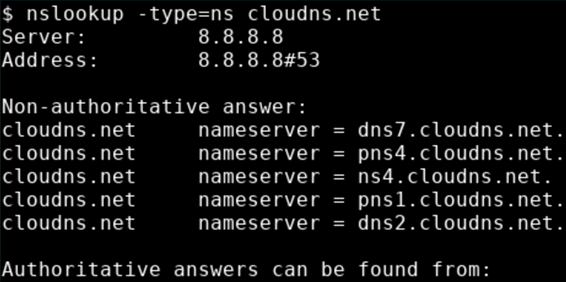 $ nslookup -type=ns cloudns.net
Server:         8.8.8.8
Address:        8.8.8.8#53

Non-authoritative answer:
cloudns.net     nameserver = dns7.cloudns.net.
cloudns.net     nameserver = pns4.cloudns.net.
cloudns.net     nameserver = ns4.cloudns.net.
cloudns.net     nameserver = pns1.cloudns.net.
cloudns.net     nameserver = dns2.cloudns.net.

Authoritative answers can be found from: